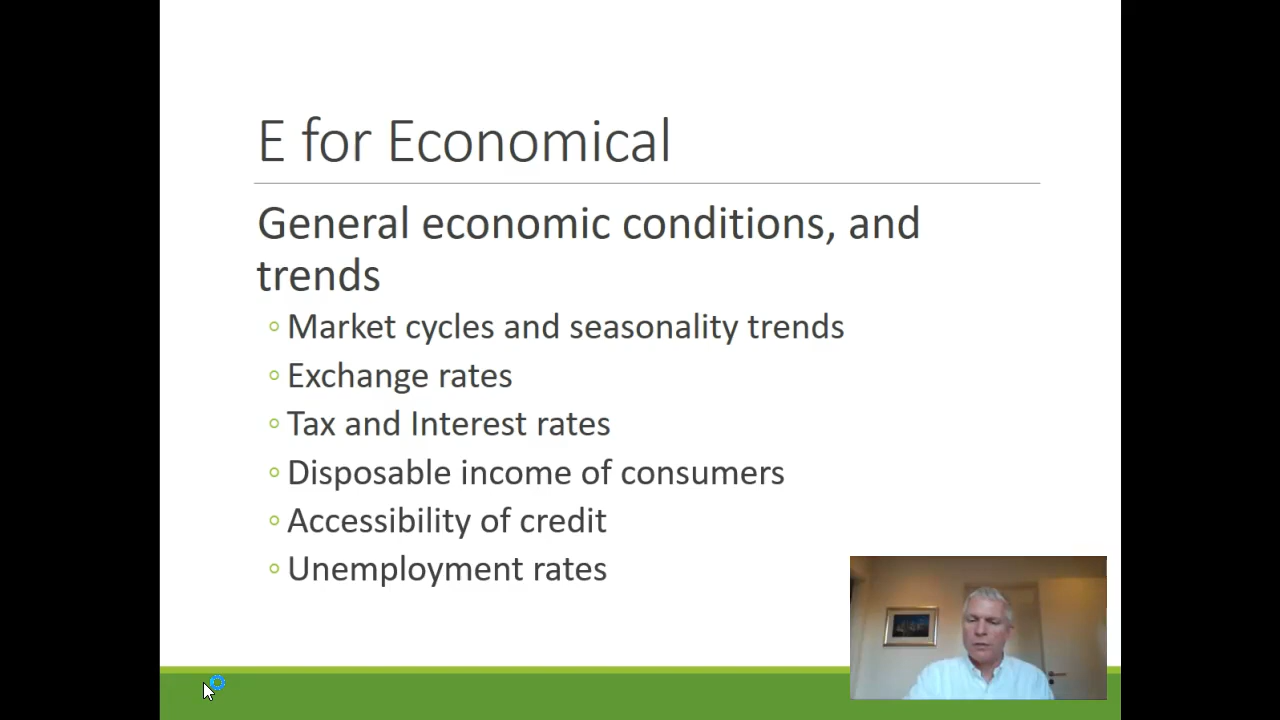 E for Economical
General economic conditions, and
trends
Market cycles and seasonality trends
Exchange rates
Tax and Interest rates
Disposable income of consumers
Accessibility of credit
Unemployment rates